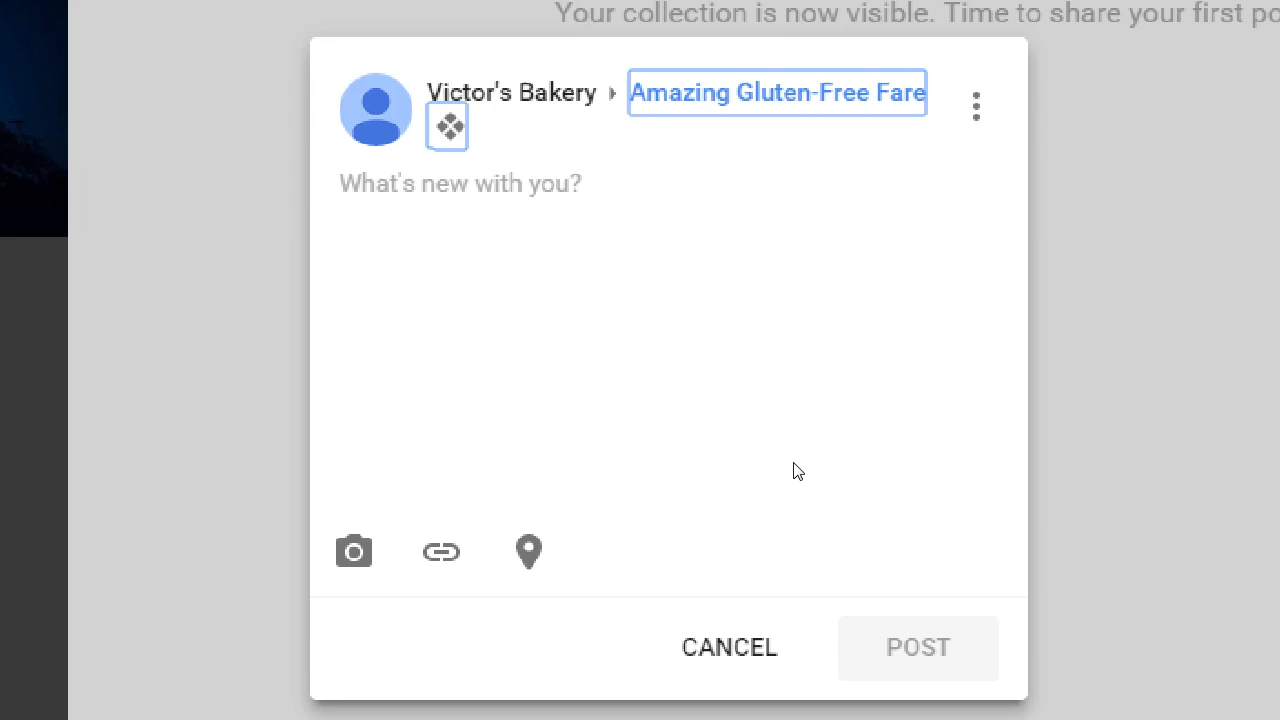 Your collection is now visible. Time to share your first po
Victor's Bakery Amazing Gluten-Free Fare
What's new with you?
CANCEL POST